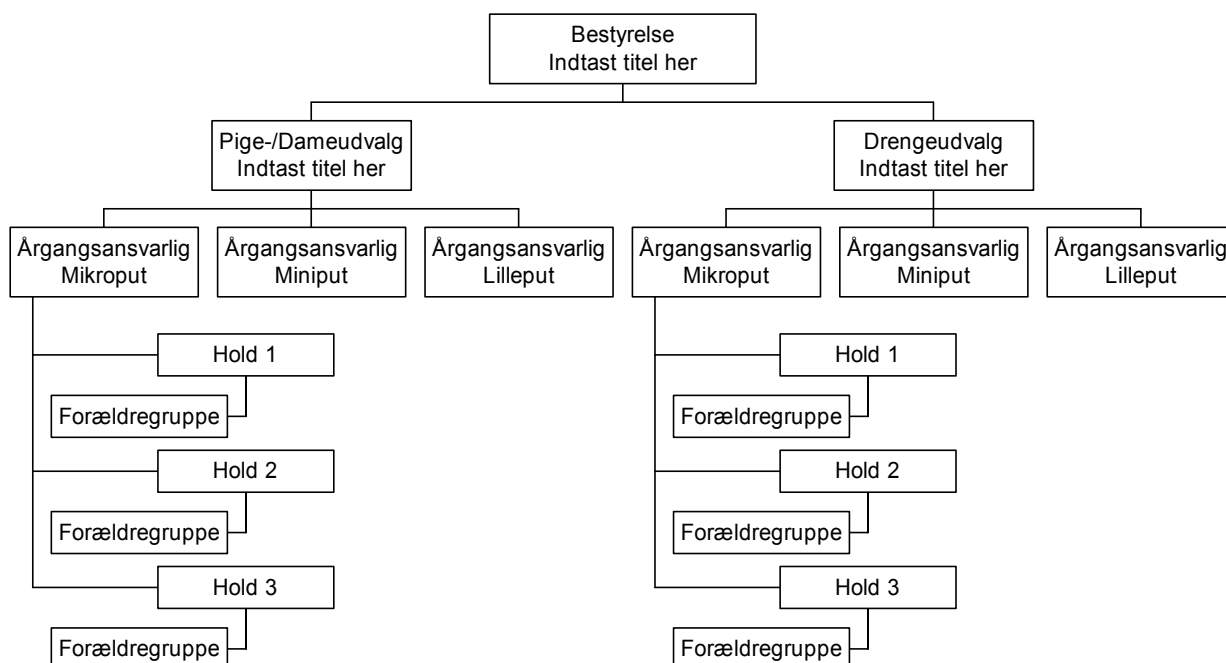 Bestyrelse
Indtast titel her
Pige-/Dameudvalg
Indtast titel her
Drengeudvalg
Indtast titel her
Årgangsansvarlig
Mikroput
Årgangsansvarlig
Miniput
Årgangsansvarlig
Lilleput
Årgangsansvarlig
Mikroput
Årgangsansvarlig
Miniput
Årgangsansvarlig
Lilleput
Hold 1
Forældregruppe
Hold 2
Forældregruppe
Hold 3
Forældregruppe
Hold 1
Forældregruppe
Hold 2
Forældregruppe
Hold 3
Forældregruppe